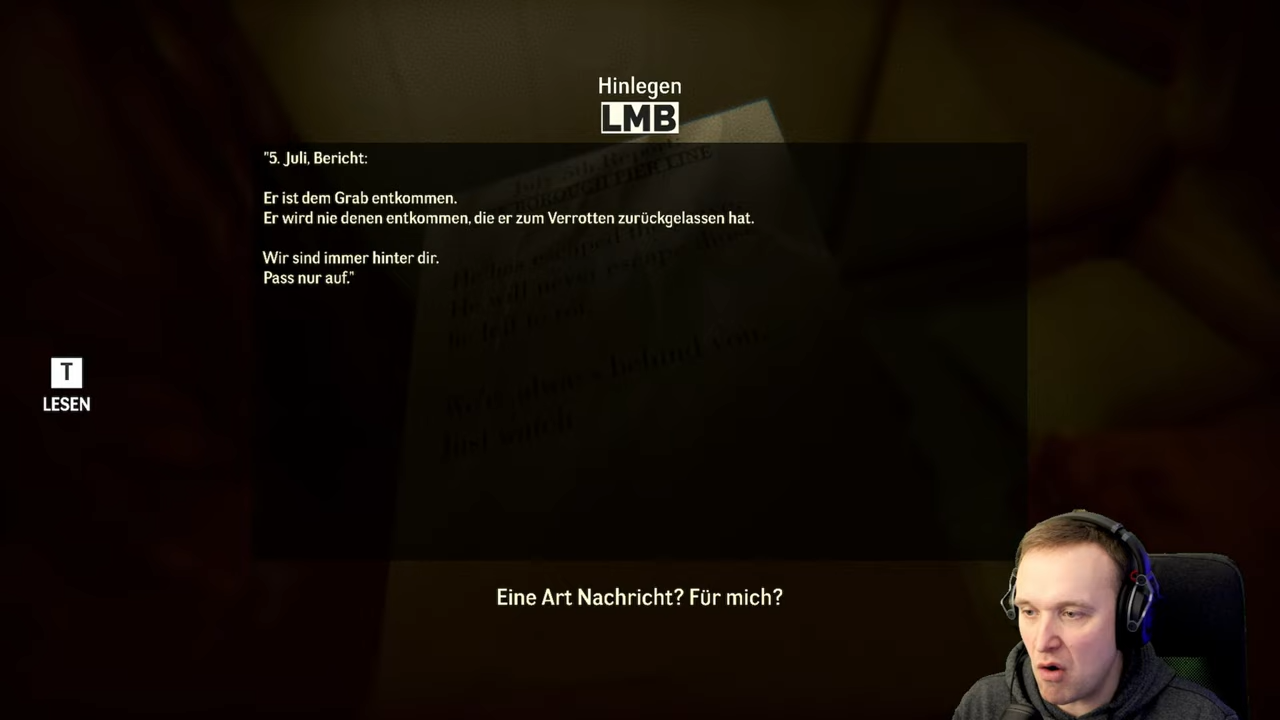 Hinlegen
LMB
"5. Juli, Bericht:
Er ist dem Grab entkommen.
Er wird nie denen entkommen, die er zum Verrotten zurückgelassen hat.
Wir sind immer hinter dir.
Pass nur auf."
T
LESEN
Eine Art Nachricht? Für mich?